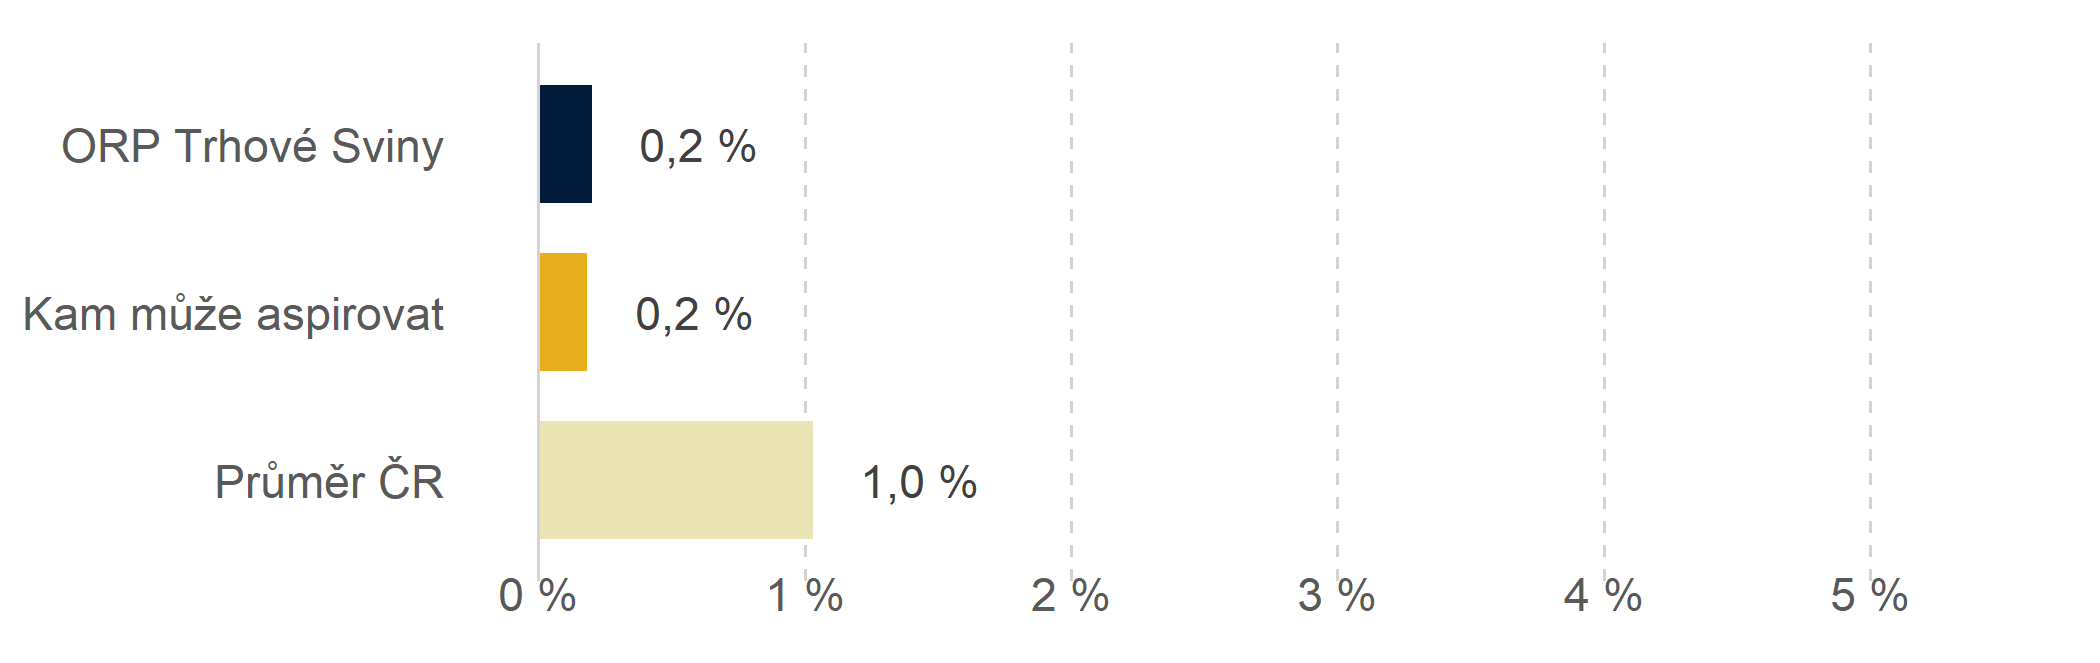 ORP Trhové Sviny 0,2 %
Kam může aspirovat 0,2 %
Průměr ČR 1,0 %
0 % 1 % 2 % 3 % 4 % 5 %